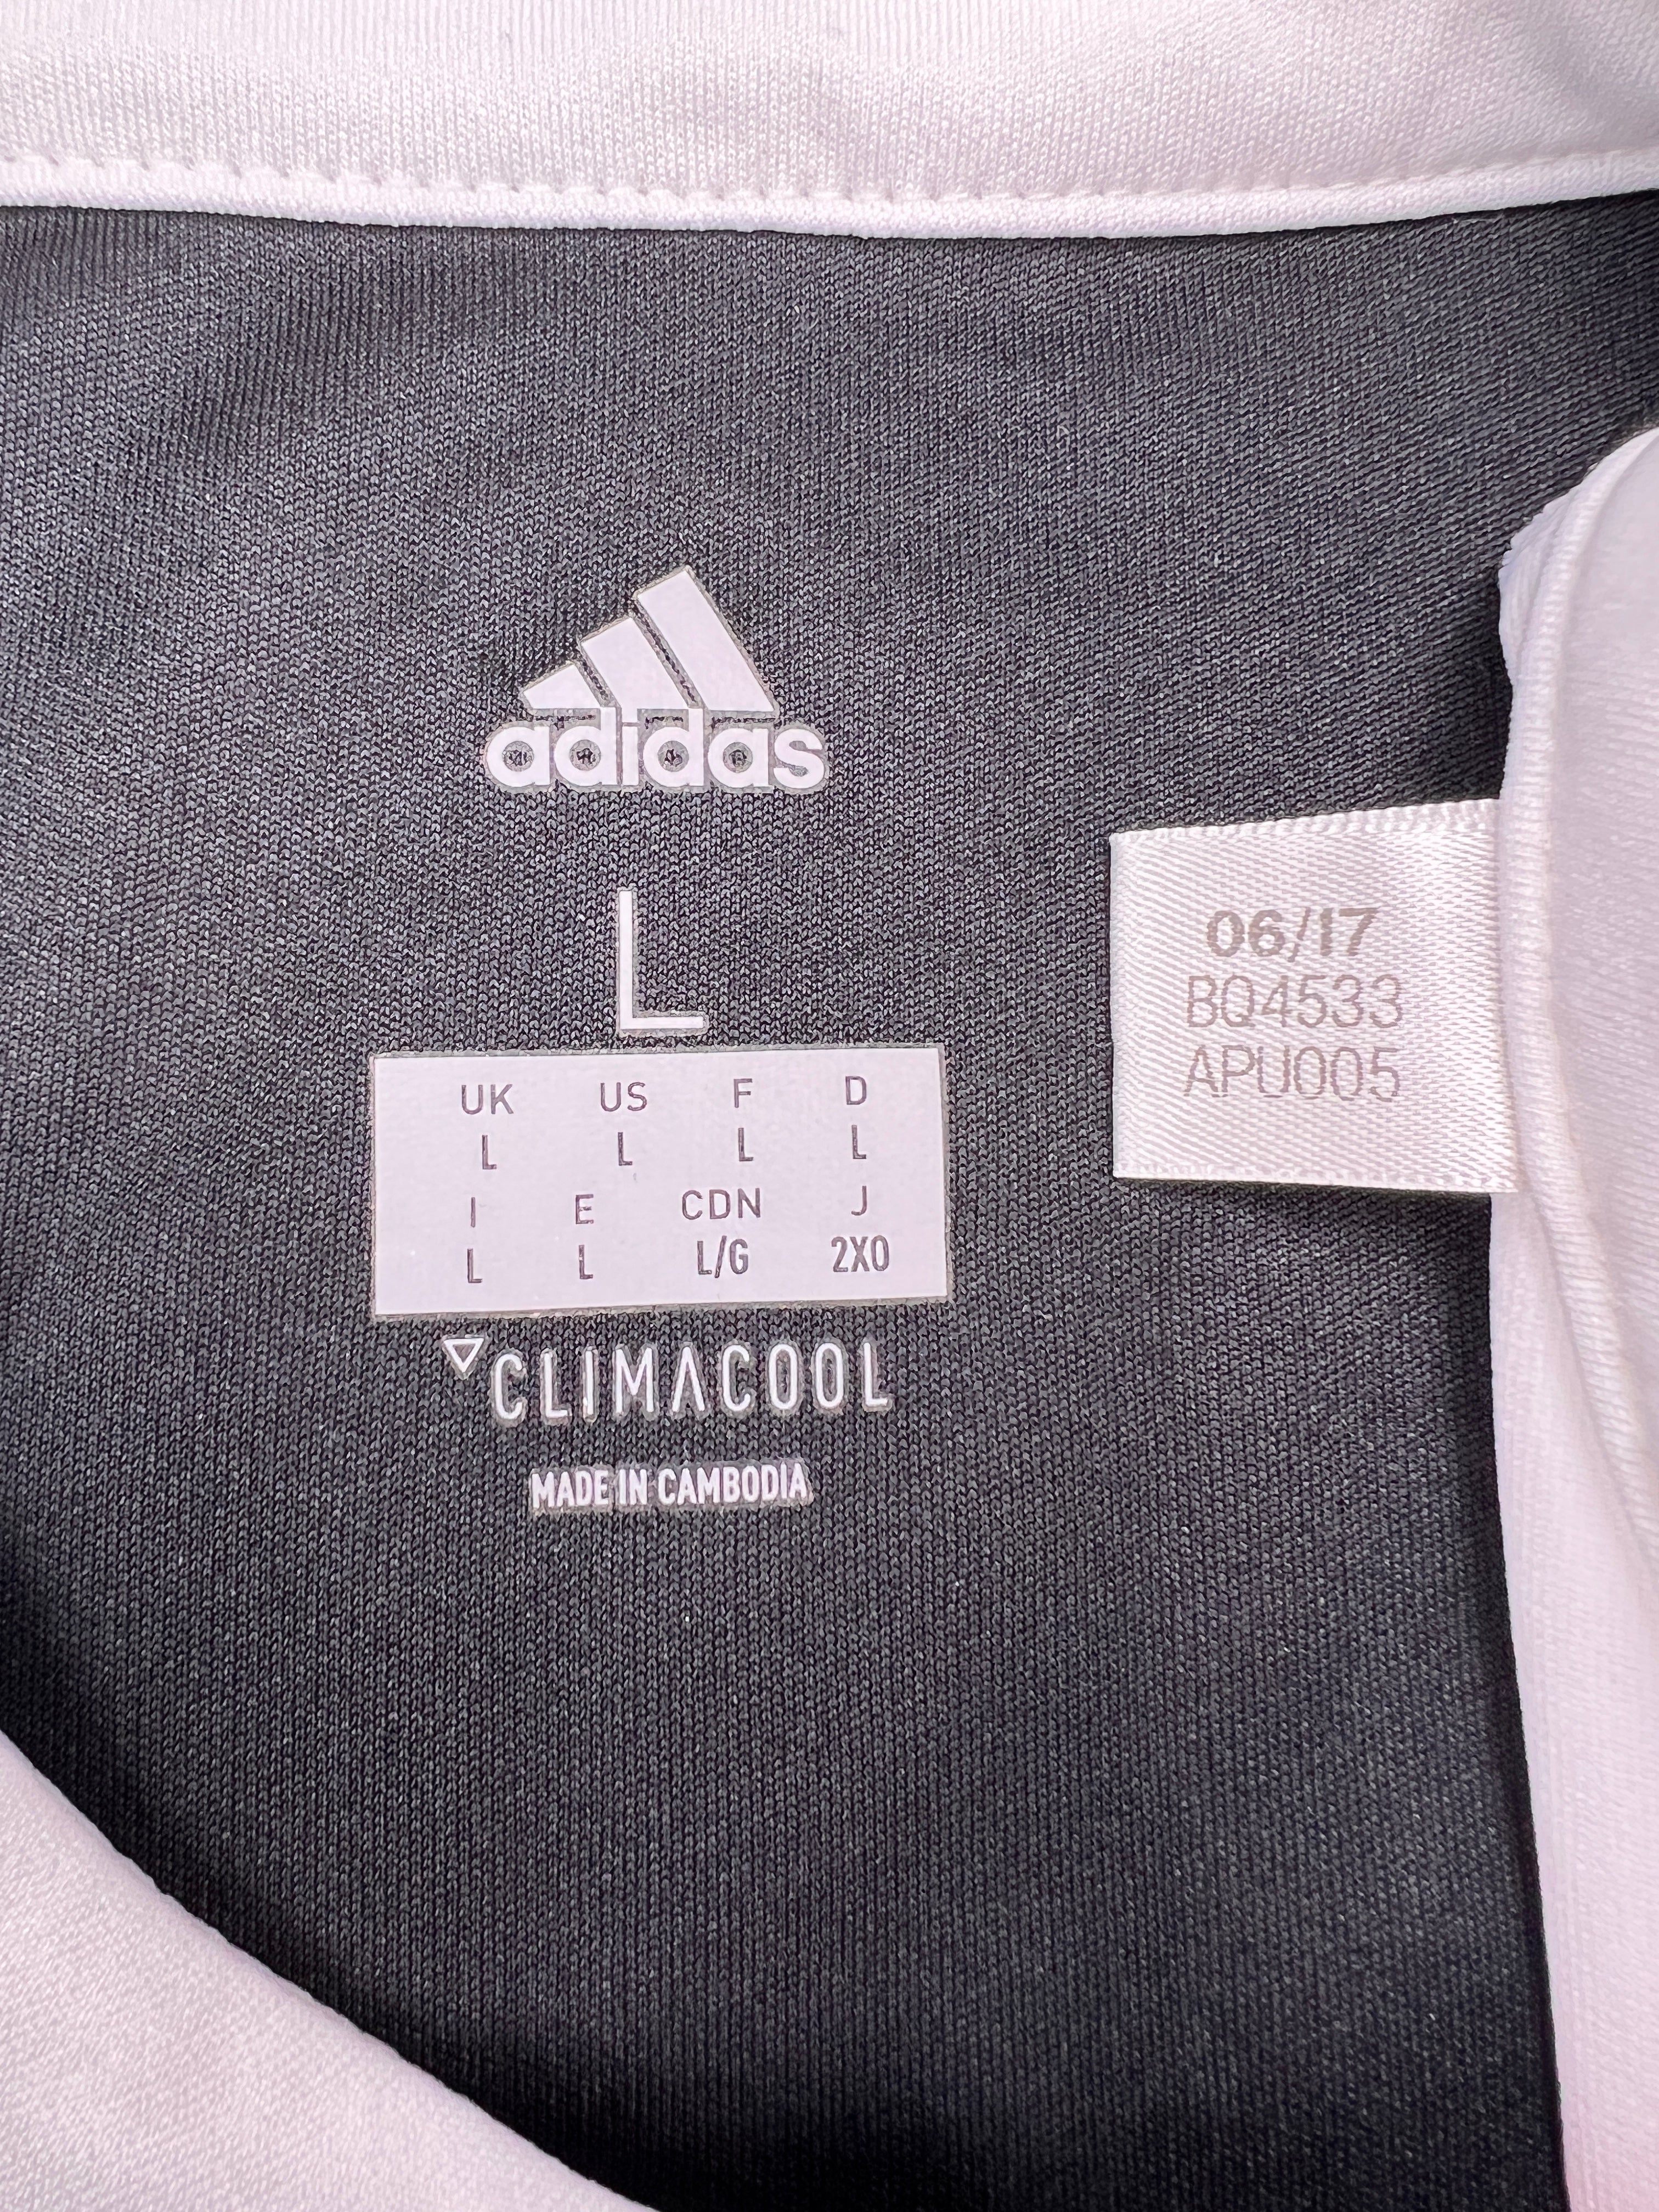 adidas
L
UK US F D
L L L L
I E CDN J
L L L/G 2XO
CLIMACOOL
MADE IN CAMBODIA
06/17
BQ4533
APU005